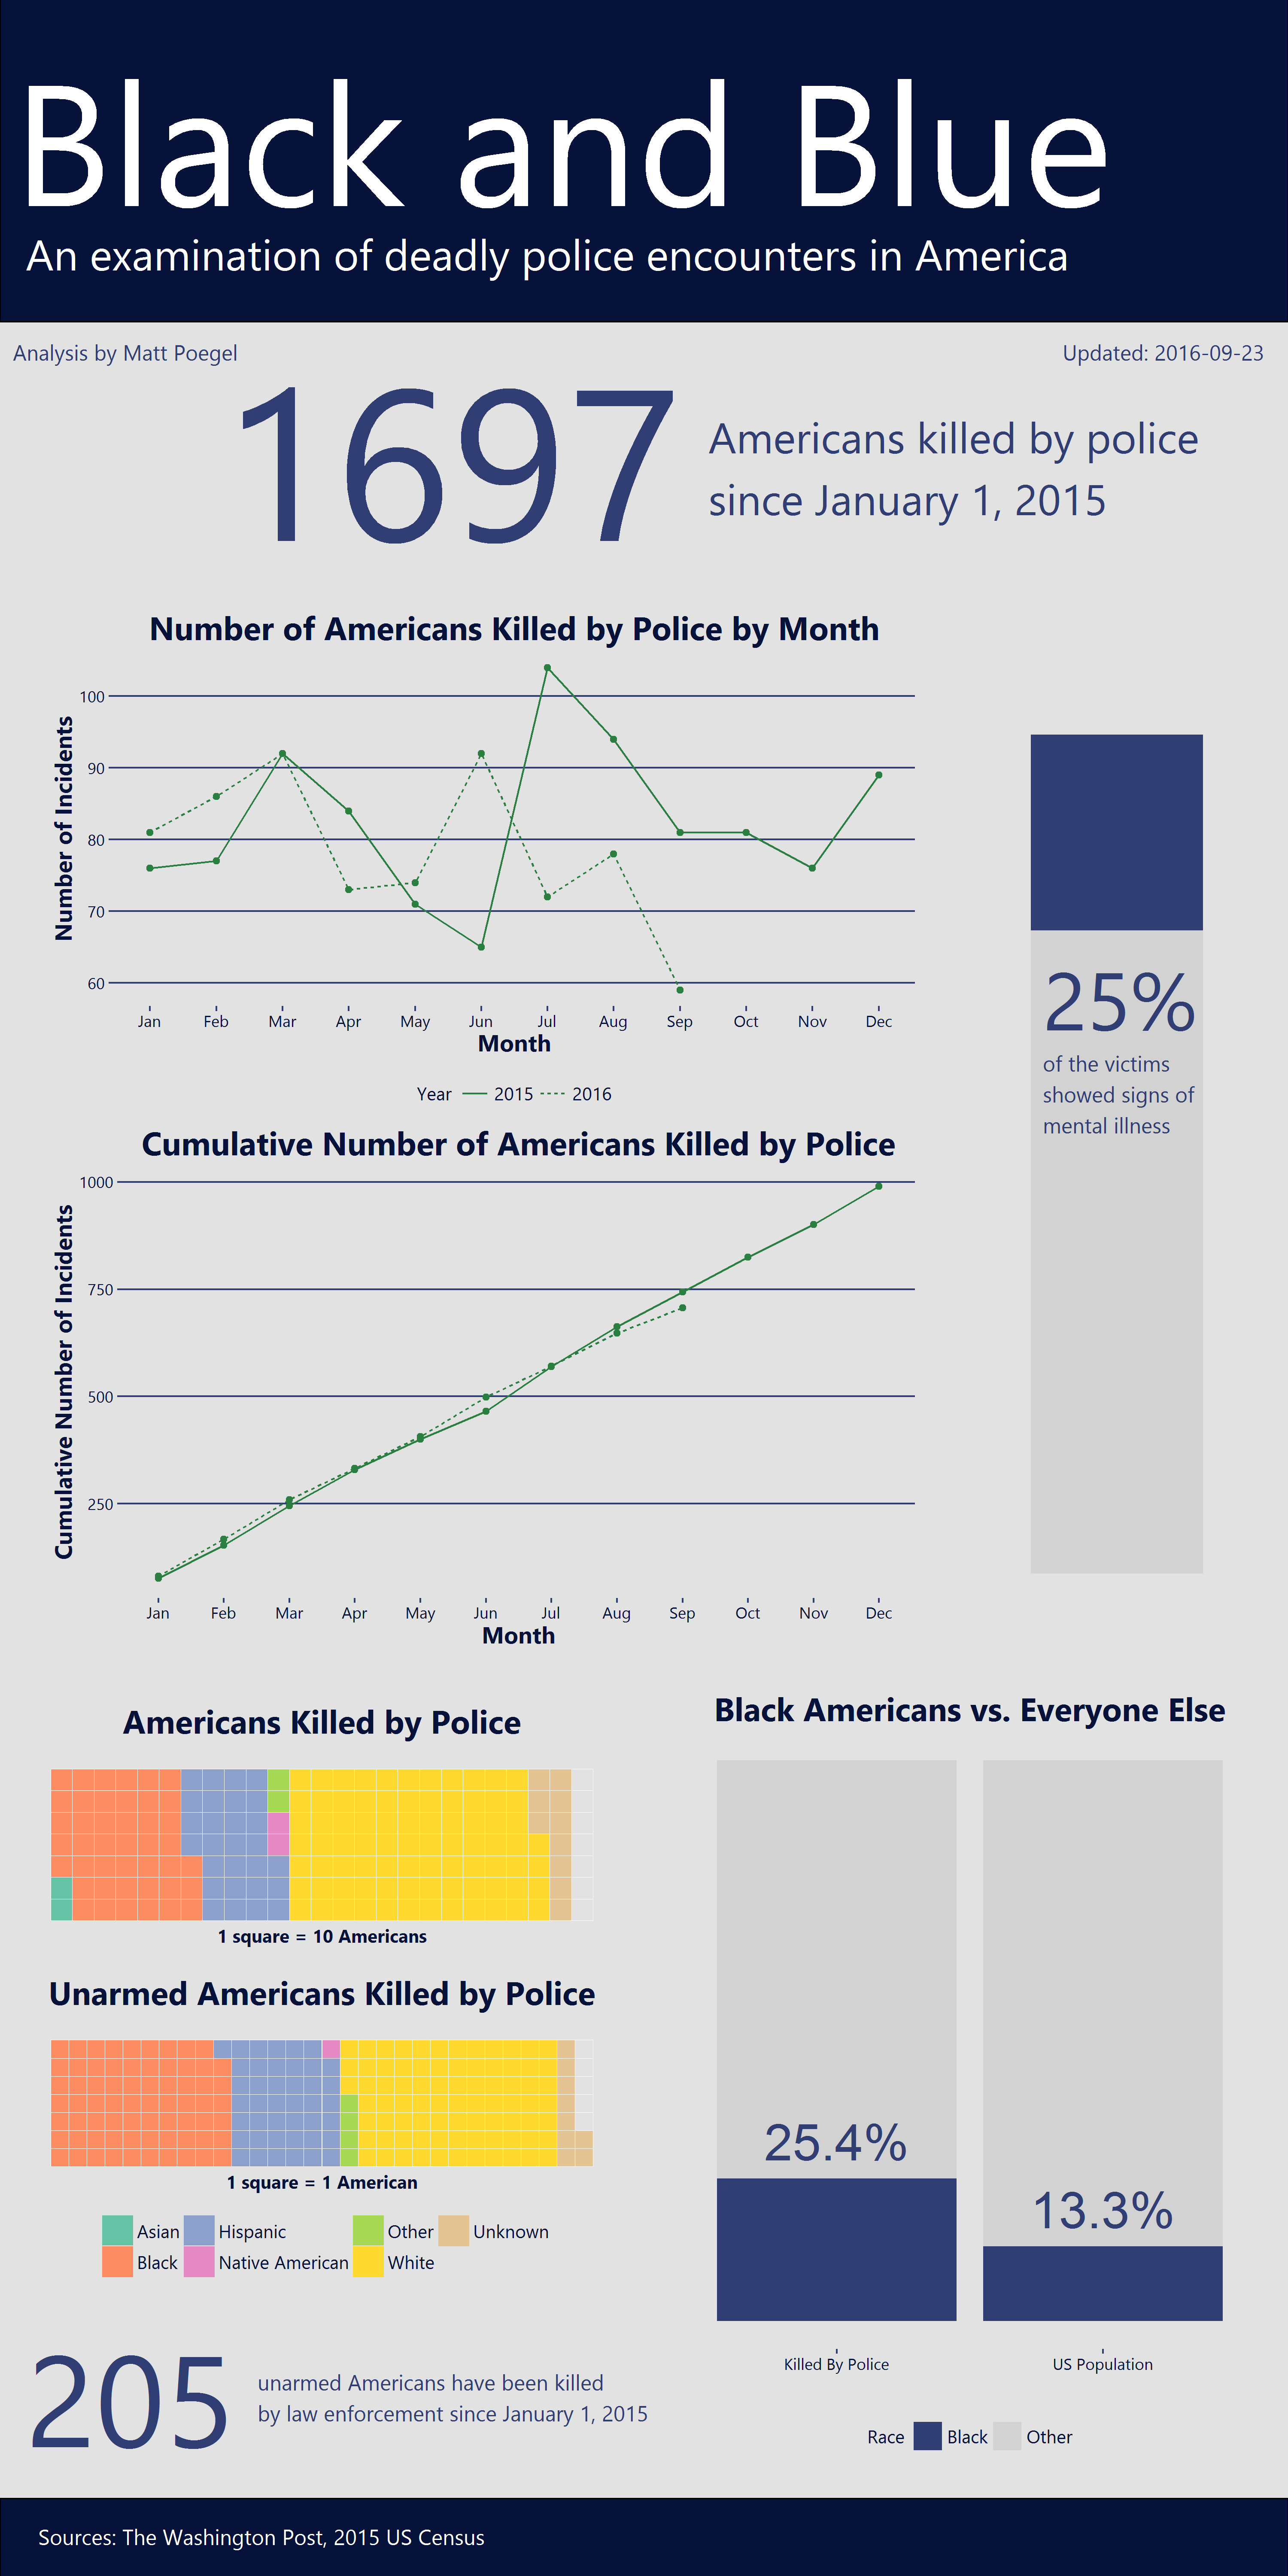 Black and Blue
An examination of deadly police encounters in America
Analysis by Matt Poegel
Updated: 2016-09-23
1697
Americans killed by police
since January 1, 2015
Number of Americans Killed by Police by Month
Number of Incidents
100
90
80
70
60
Jan Feb Mar Apr May Jun Jul Aug Sep Oct Nov Dec
Month
Year 2015 2016
25%
of the victims
showed signs of
mental illness
Cumulative Number of Americans Killed by Police
Cumulative Number of Incidents
1000
750
500
250
Jan Feb Mar Apr May Jun Jul Aug Sep Oct Nov Dec
Month
Americans Killed by Police
1 square = 10 Americans
Unarmed Americans Killed by Police
1 square = 1 American
Asian Hispanic Other Unknown
Black Native American White
205
unarmed Americans have been killed
by law enforcement since January 1, 2015
Black Americans vs. Everyone Else
25.4%
13.3%
Killed By Police
US Population
Race Black Other
Sources: The Washington Post, 2015 US Census